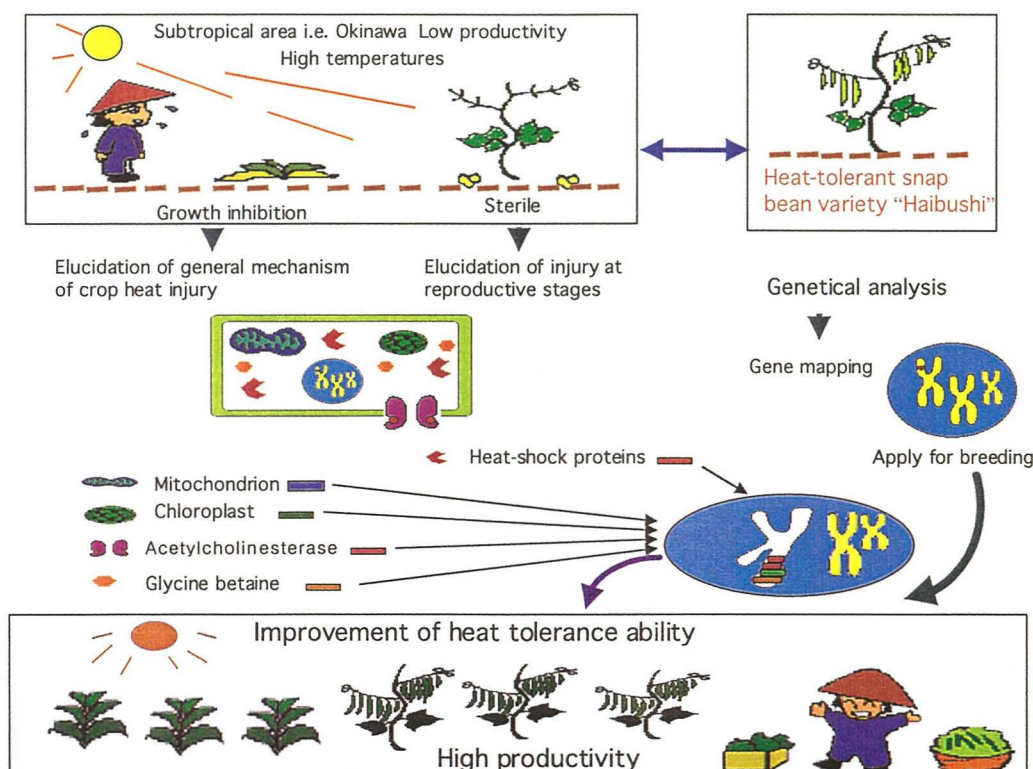 Subtropical area i.e. Okinawa Low productivity
High temperatures
Growth inhibition
Sterile
Heat-tolerant snap
bean variety “Haibushi”
Elucidation of general mechanism
of crop heat injury
Elucidation of injury at
reproductive stages
Genetical analysis
Gene mapping
Apply for breeding
Heat-shock proteins
Mitochondrion
Chloroplast
Acetylcholinesterase
Glycine betaine
Improvement of heat tolerance ability
High productivity